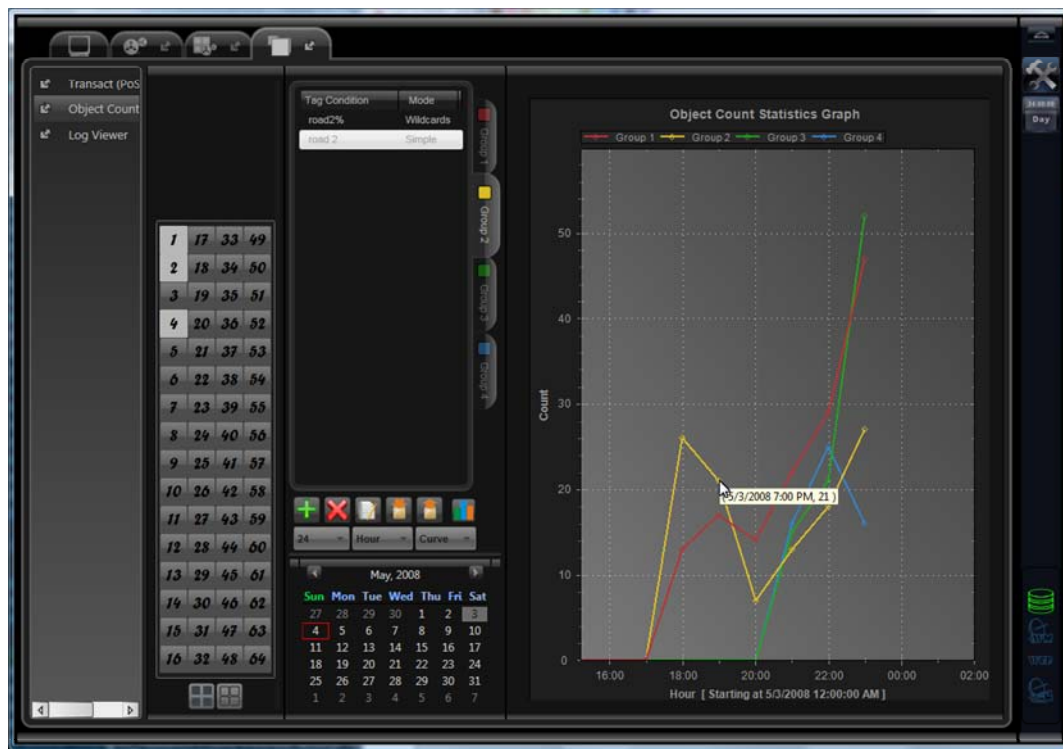 Transact (PoS
Object Count
Log Viewer
1 17 33 49
2 18 34 50
3 19 35 51
4 20 36 52
5 21 37 53
6 22 38 54
7 23 39 55
8 24 40 56
9 25 41 57
10 26 42 58
11 27 43 59
12 28 44 60
13 29 45 61
14 30 46 62
15 31 47 63
16 32 48 64
Tag Condition Mode
road2% Wildcards
road 2 Simple
Group 1
Group 2
Group 3
Group 4
24 Hour Curve
May, 2008
Sun Mon Tue Wed Thu Fri Sat
27 28 29 30 1 2 3
4 5 6 7 8 9 10
11 12 13 14 15 16 17
18 19 20 21 22 23 24
25 26 27 28 29 30 31
1 2 3 4 5 6 7
Object Count Statistics Graph
Group 1 Group 2 Group 3 Group 4
Count
50
40
30
20
10
0
(5/3/2008 7:00 PM, 21 )
16:00 18:00 20:00 22:00 00:00 02:00
Hour [ Starting at 5/3/2008 12:00:00 AM ]
Day